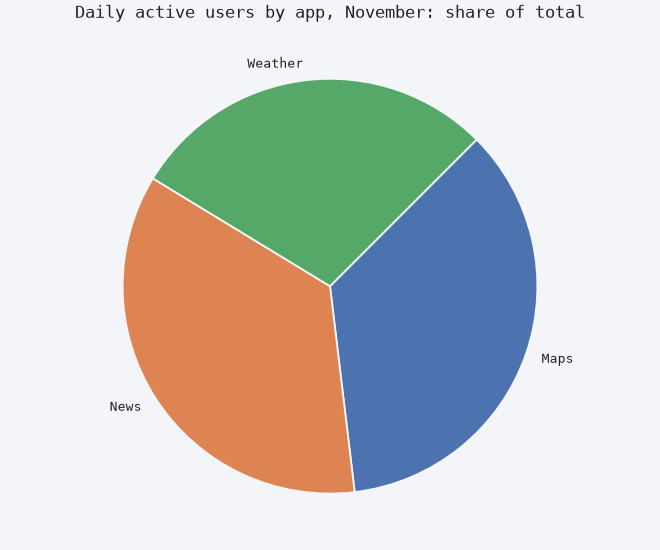 Daily active users by app, November: share of total
Weather
Maps
News